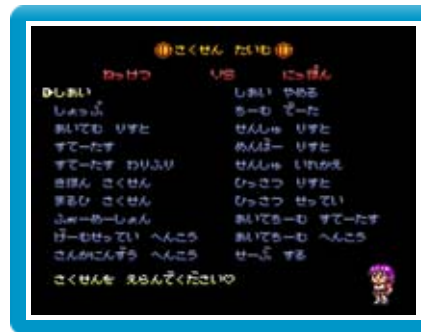 さくせん たいむ
ねっけつ VS にっぽん
しあい しあい やめる
しょっぷ ちーむ でーた
あいてむ りすと せんしゅ りすと
すてーたす めんばー りすと
すてーたす わりふり せんしゅ いれかえ
きほん さくせん ひっさつ りすと
まるひ さくせん ひっさつ せってい
ふぉーめーしょん あいてちーむ すてーたす
げーむせってい へんこう あいてちーむ へんこう
さんかにんずう へんこう せーぶ する
さくせんを えらんでください♡